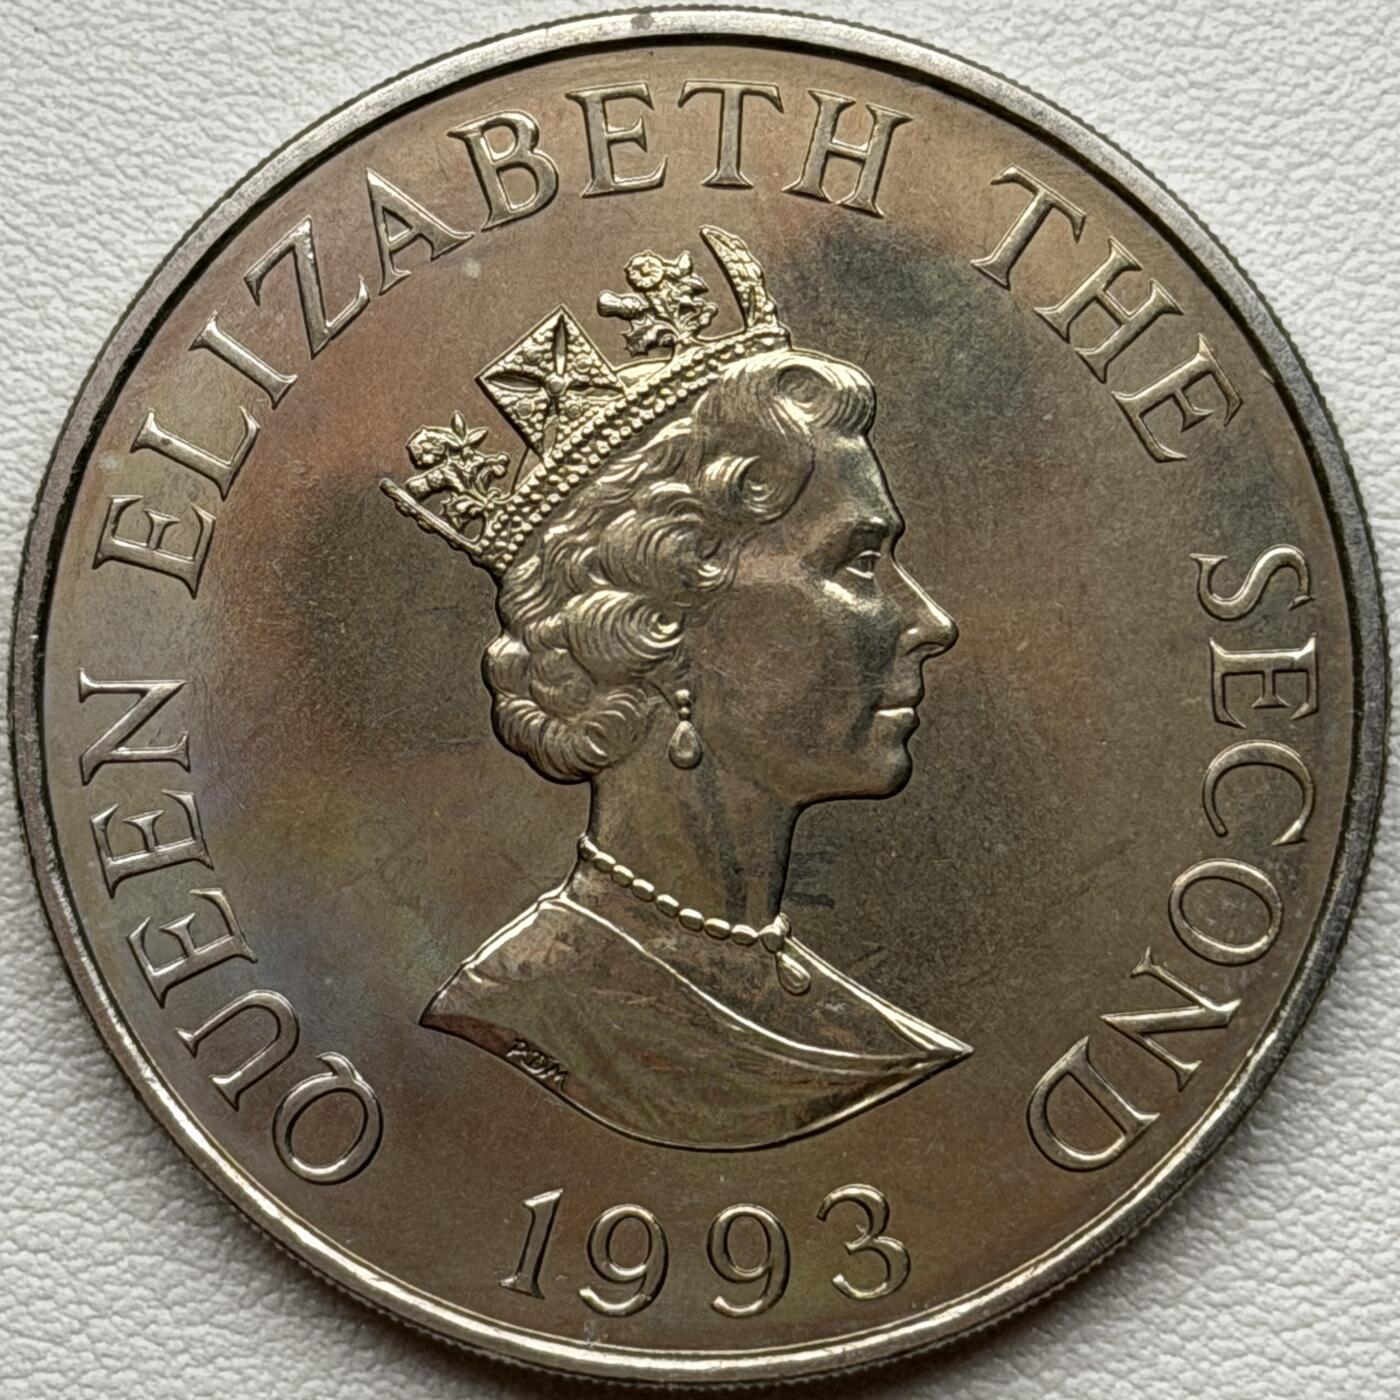 QUEEN ELIZABETH THE SECOND
RDM
1993